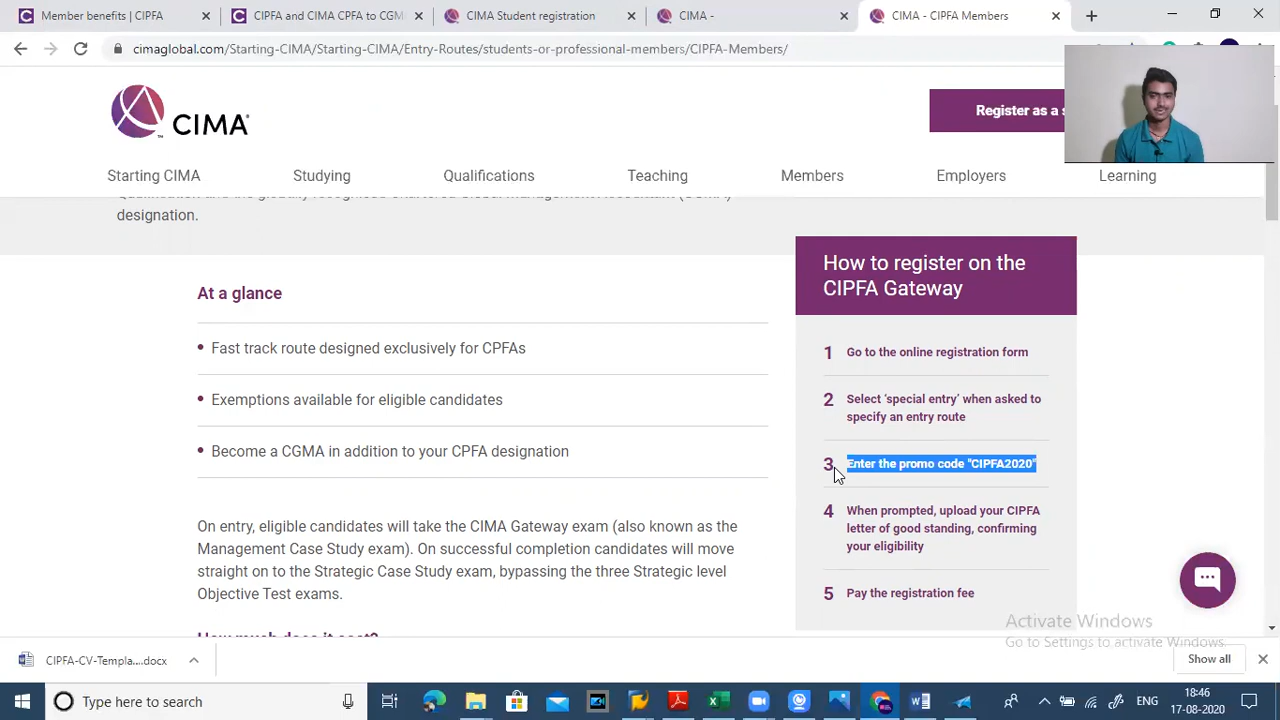 Member benefits | CIPFA
CIPFA and CIMA CPFA to CGM
CIMA Student registration
CIMA -
CIMA - CIPFA Members
cimaglobal.com/Starting-CIMA/Starting-CIMA/Entry-Routes/students-or-professional-members/CIPFA-Members/
CIMA
Register as a s
Starting CIMA
Studying
Qualifications
Teaching
Members
Employers
Learning
designation.
How to register on the
CIPFA Gateway
At a glance
Fast track route designed exclusively for CPFAs
Exemptions available for eligible candidates
Become a CGMA in addition to your CPFA designation
1 Go to the online registration form
2 Select ‘special entry’ when asked to
specify an entry route
3 Enter the promo code "CIPFA2020"
4 When prompted, upload your CIPFA
letter of good standing, confirming
your eligibility
5 Pay the registration fee
On entry, eligible candidates will take the CIMA Gateway exam (also known as the
Management Case Study exam). On successful completion candidates will move
straight on to the Strategic Case Study exam, bypassing the three Strategic level
Objective Test exams.
How much does it cost?
Activate Windows
Go to Settings to activate Windows.
CIPFA-CV-Templa....docx
Show all
Type here to search
ENG
18:46
17-08-2020